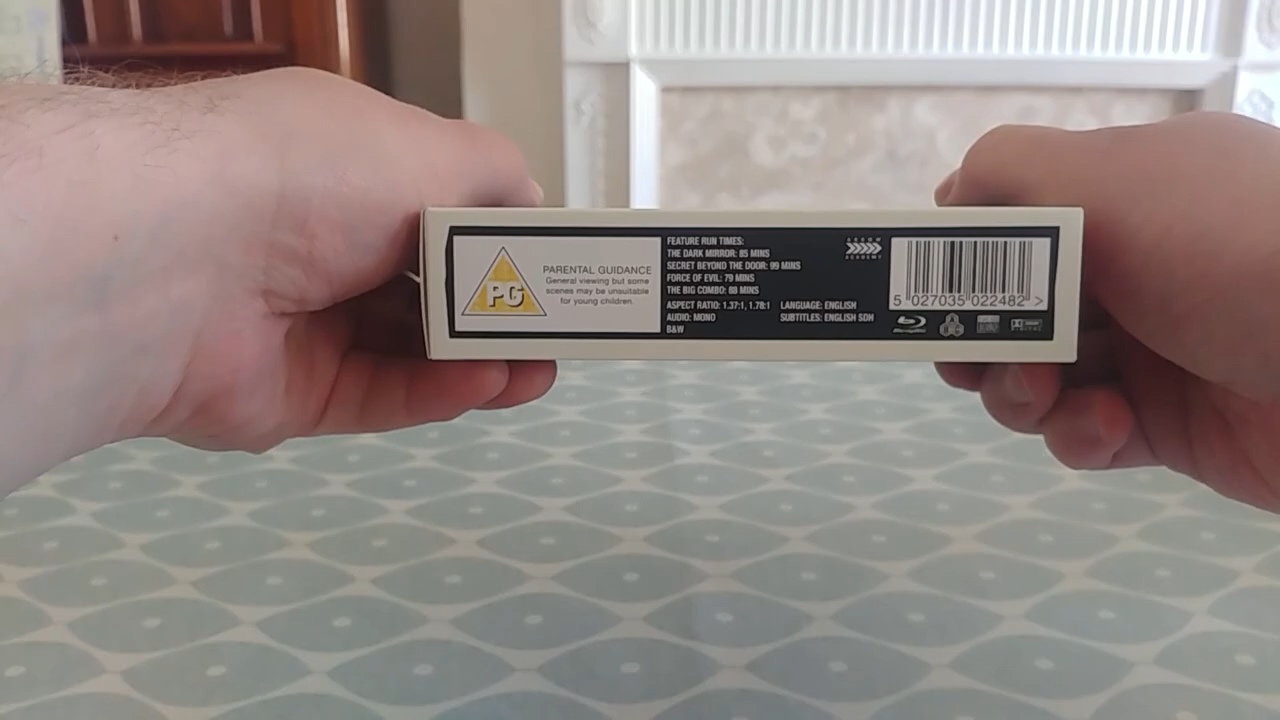 PG
PARENTAL GUIDANCE
General viewing but some
scenes may be unsuitable
for young children.
FEATURE RUN TIMES:
THE DARK MIRROR: 85 MINS
SECRET BEYOND THE DOOR: 99 MINS
FORCE OF EVIL: 79 MINS
THE BIG COMBO: 88 MINS
ASPECT RATIO: 1.37:1, 1.78:1 LANGUAGE: ENGLISH
AUDIO: MONO SUBTITLES: ENGLISH SDH
B&W
ARROW
ACADEMY
5 027035 022482 >